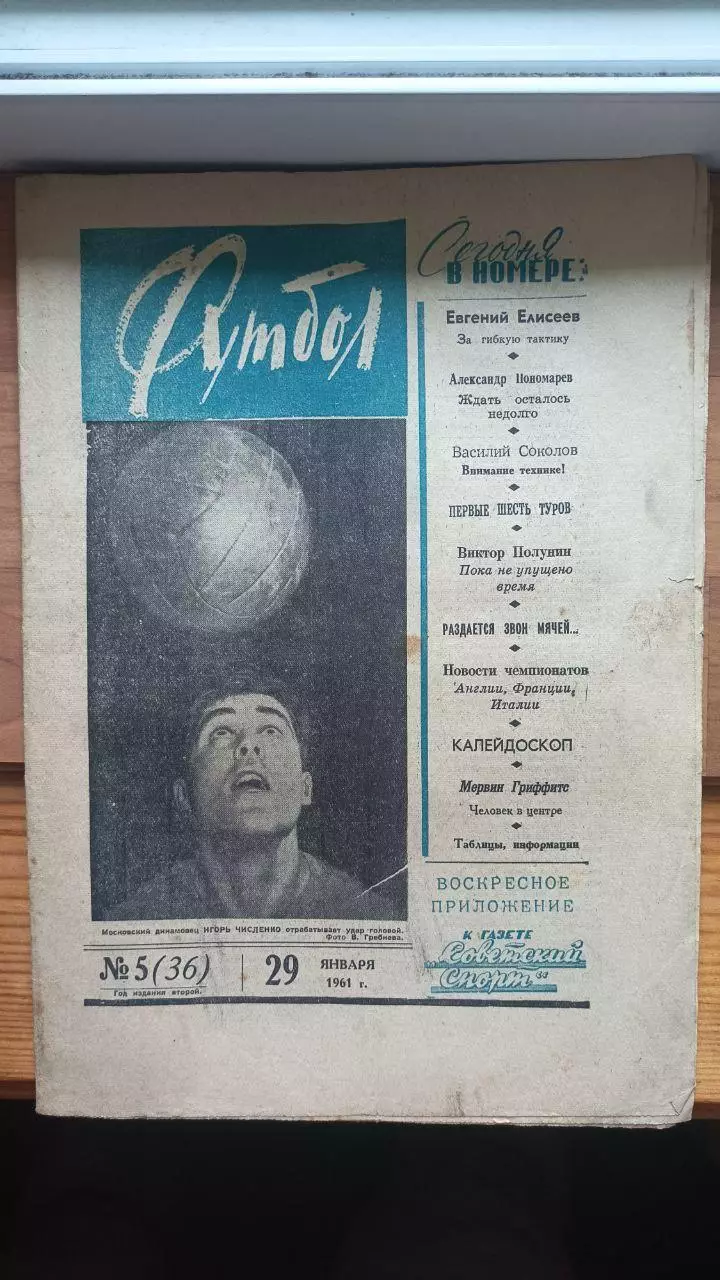 Футбол
Сегодня
В НОМЕРЕ:
Евгений Елисеев
За гибкую тактику
Александр Пономарев
Ждать осталось
недолго
Василий Соколов
Внимание технике!
ПЕРВЫЕ ШЕСТЬ ТУРОВ
Виктор Полунин
Пока не упущено
время
РАЗДАЕТСЯ ЗВОН МЯЧЕЙ...
Новости чемпионатов
Англии, Франции,
Италии
КАЛЕЙДОСКОП
Мервин Гриффитс
Человек в центре
Таблицы, информации
ВОСКРЕСНОЕ
ПРИЛОЖЕНИЕ
К ГАЗЕТЕ
„Советский
Спорт“
Московский динамовец ИГОРЬ ЧИСЛЕНКО отрабатывает удар головой.
Фото В. Гребнева.
№ 5 (36)
Год издания второй.
29
ЯНВАРЯ
1961 г.